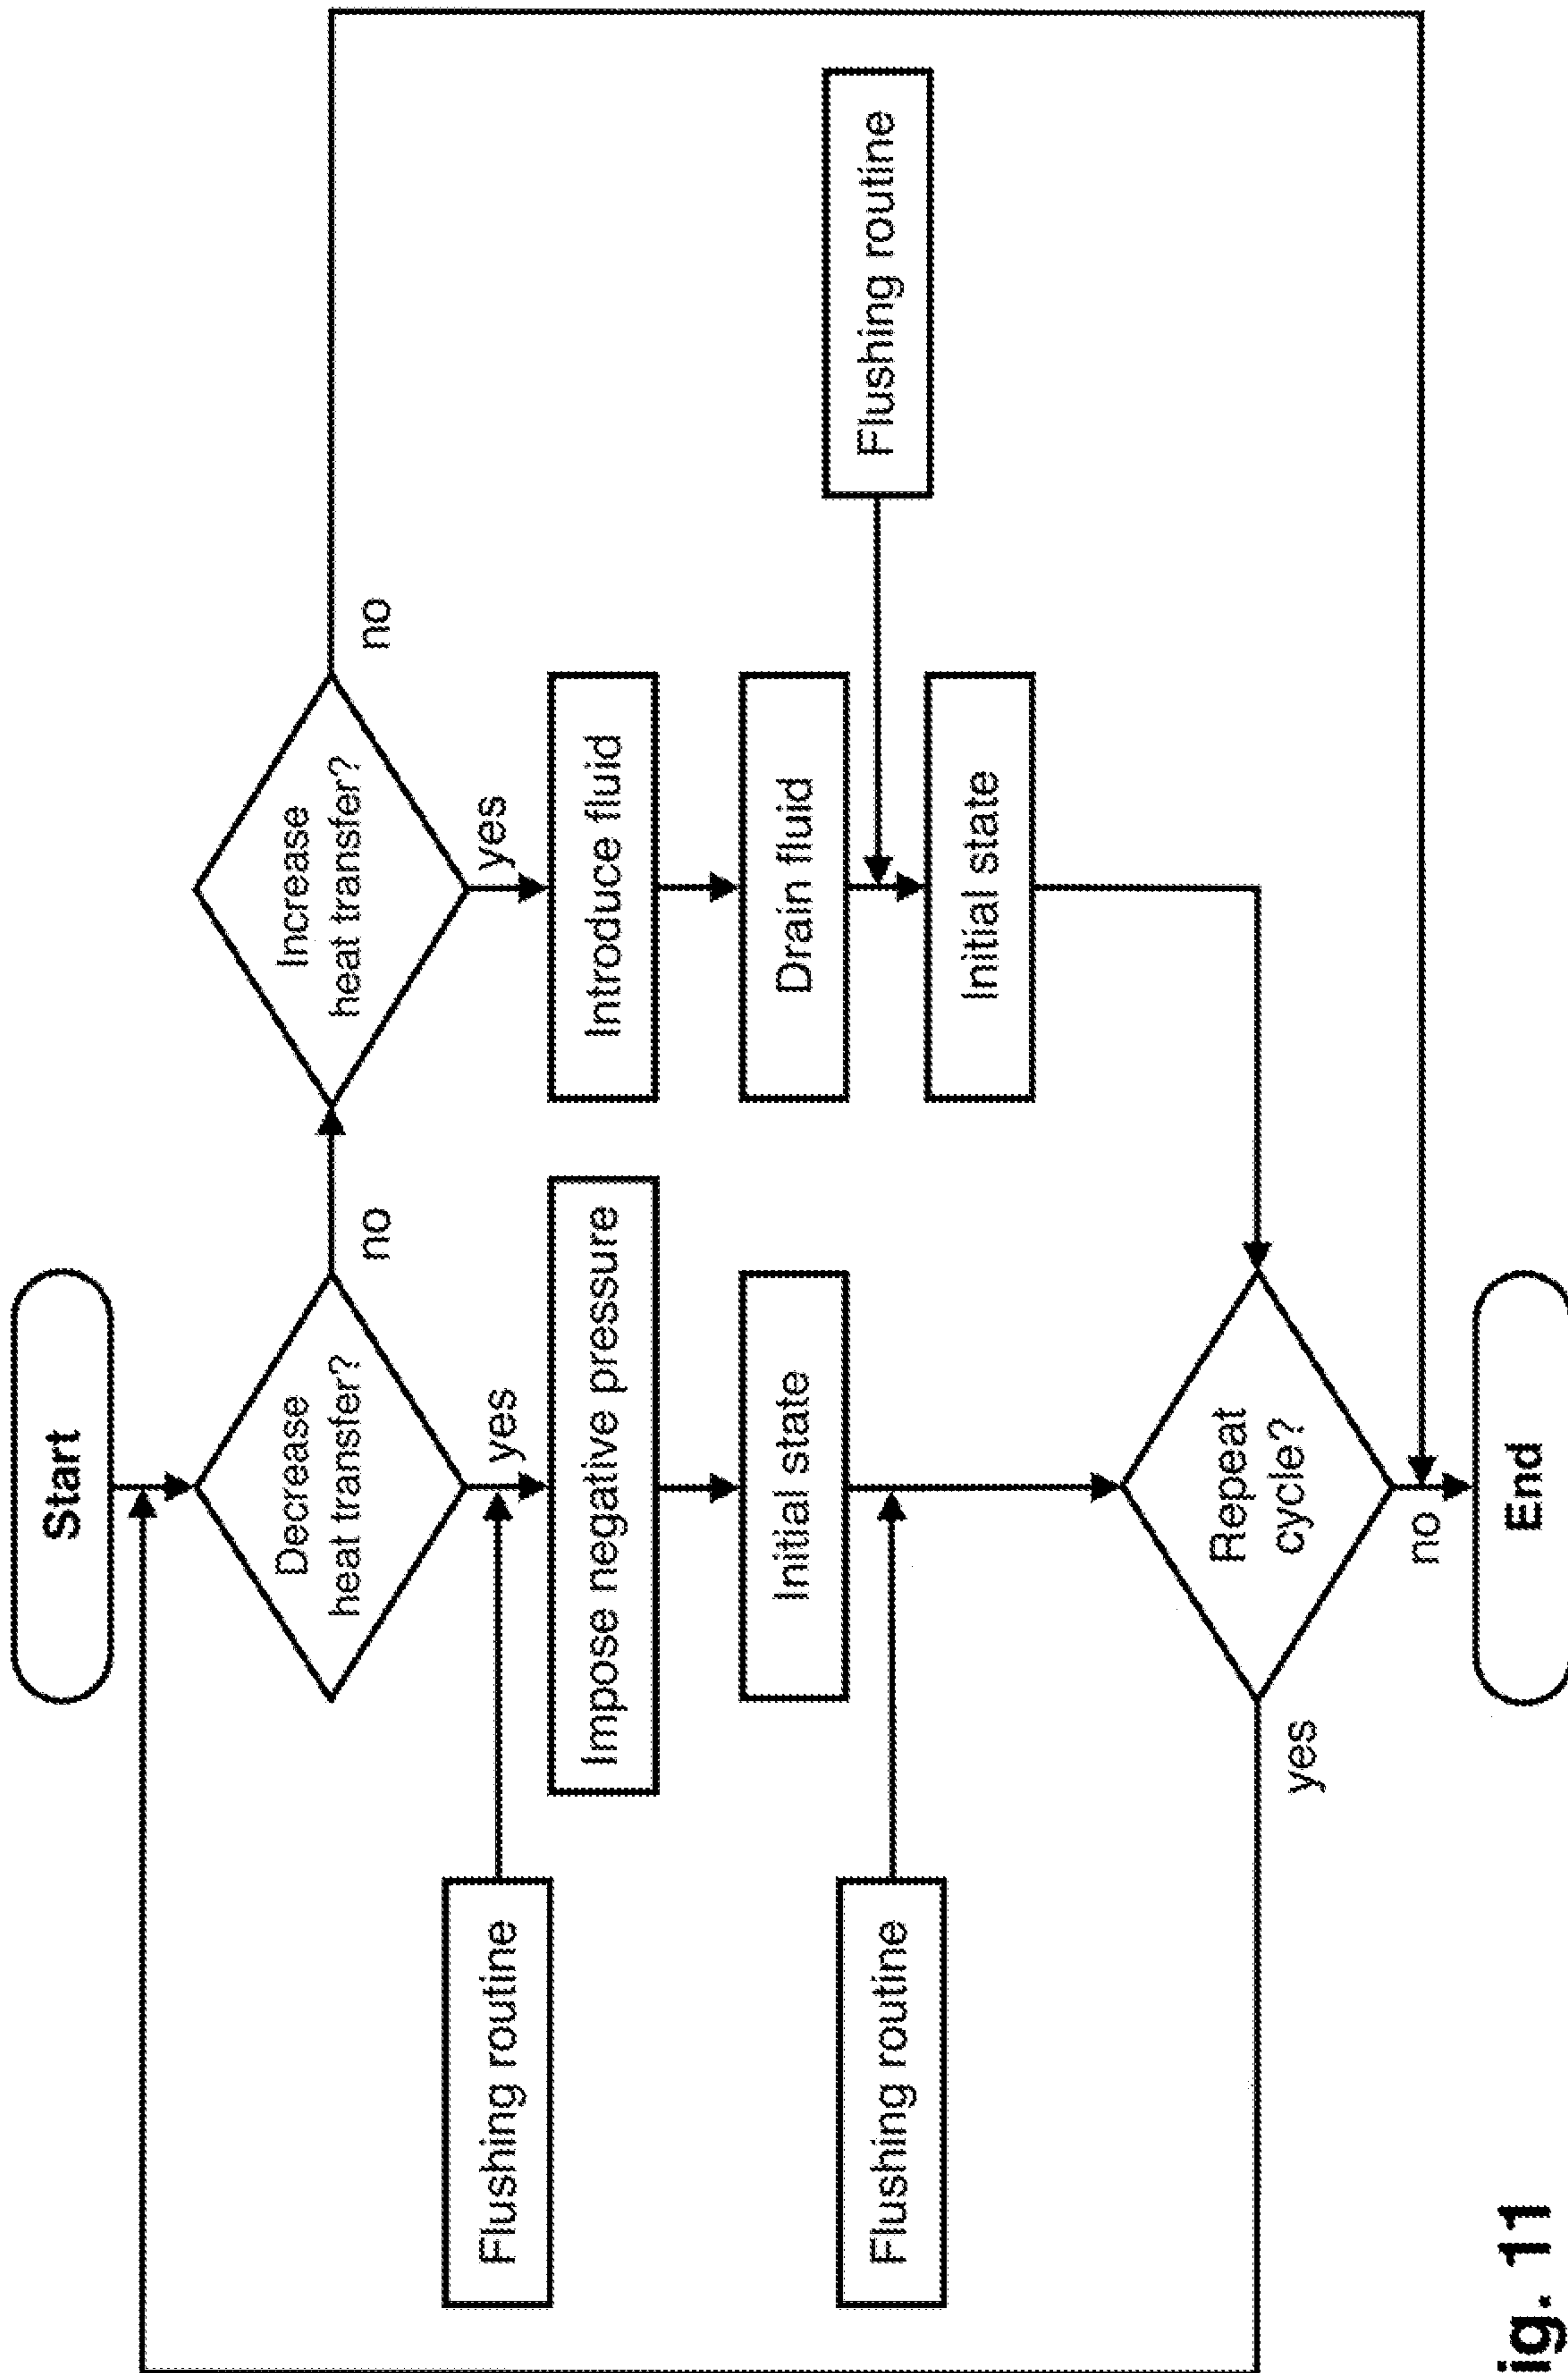 Start
Decrease
heat transfer?
no
Increase
heat transfer?
no
yes
yes
Flushing routine
Impose negative pressure
Introduce fluid
Initial state
Drain fluid
Flushing routine
Flushing routine
Initial state
Repeat
cycle?
yes
no
End
ig. 11